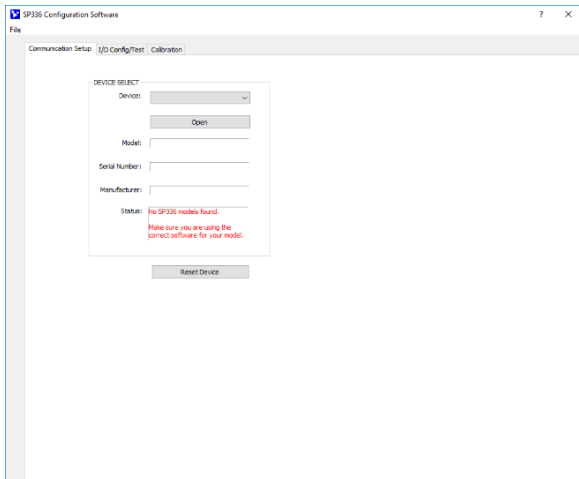 SP336 Configuration Software ? ×
File
Communication Setup I/O Config/Test Calibration
DEVICE SELECT
Device:
Open
Model:
Serial Number:
Manufacturer:
Status: No SP336 models found.
Make sure you are using the
correct software for your model.
Reset Device